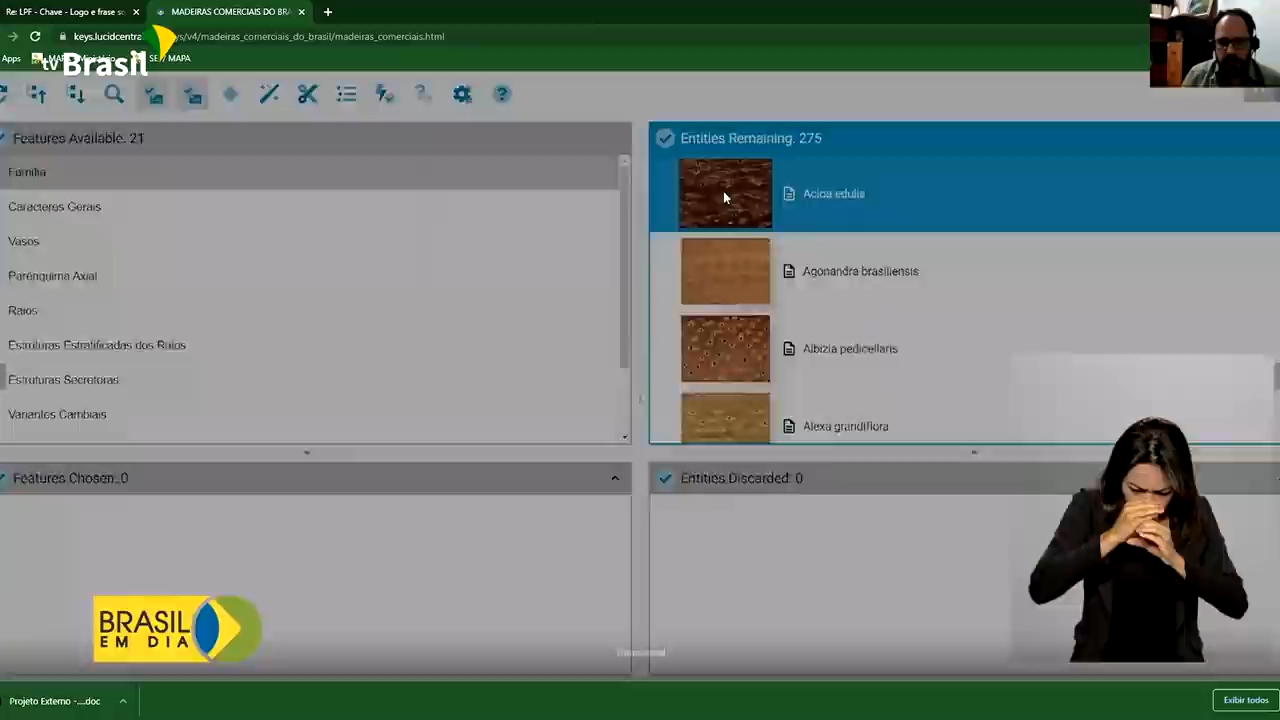 Re: LPF - Chave - Logo e frase so
MADEIRAS COMERCIAIS DO BRA
keys.lucidcentra
/v4/madeiras_comerciais_do_brasil/madeiras_comerciais.html
Apps
MAPA
SE / MAPA
tv Brasil
Features Available: 21
Família
Caracteres Gerais
Vasos
Parênquima Axial
Raios
Estruturas Estratificadas dos Raios
Estruturas Secretoras
Variantes Cambiais
Entities Remaining: 275
Acioa edulis
Agonandra brasiliensis
Albizia pedicellaris
Alexa grandiflora
Features Chosen: 0
Entities Discarded: 0
BRASIL
EM DIA
Projeto Externo -....doc
Exibir todos